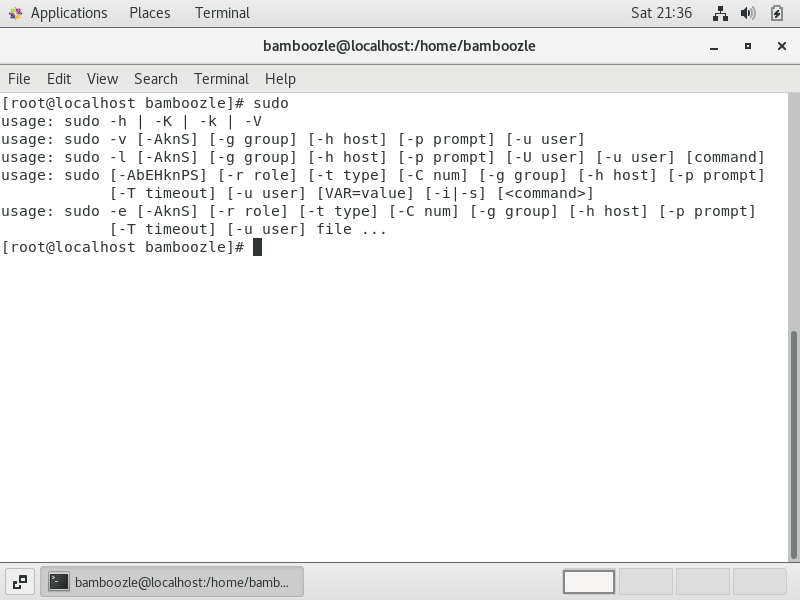 Applications Places Terminal Sat 21:36
bamboozle@localhost:/home/bamboozle
File Edit View Search Terminal Help
[root@localhost bamboozle]# sudo
usage: sudo -h | -K | -k | -V
usage: sudo -v [-AknS] [-g group] [-h host] [-p prompt] [-u user]
usage: sudo -l [-AknS] [-g group] [-h host] [-p prompt] [-U user] [-u user] [command]
usage: sudo [-AbEHknPS] [-r role] [-t type] [-C num] [-g group] [-h host] [-p prompt]
            [-T timeout] [-u user] [VAR=value] [-i|-s] [<command>]
usage: sudo -e [-AknS] [-r role] [-t type] [-C num] [-g group] [-h host] [-p prompt]
            [-T timeout] [-u user] file ...
[root@localhost bamboozle]#
bamboozle@localhost:/home/bamb...